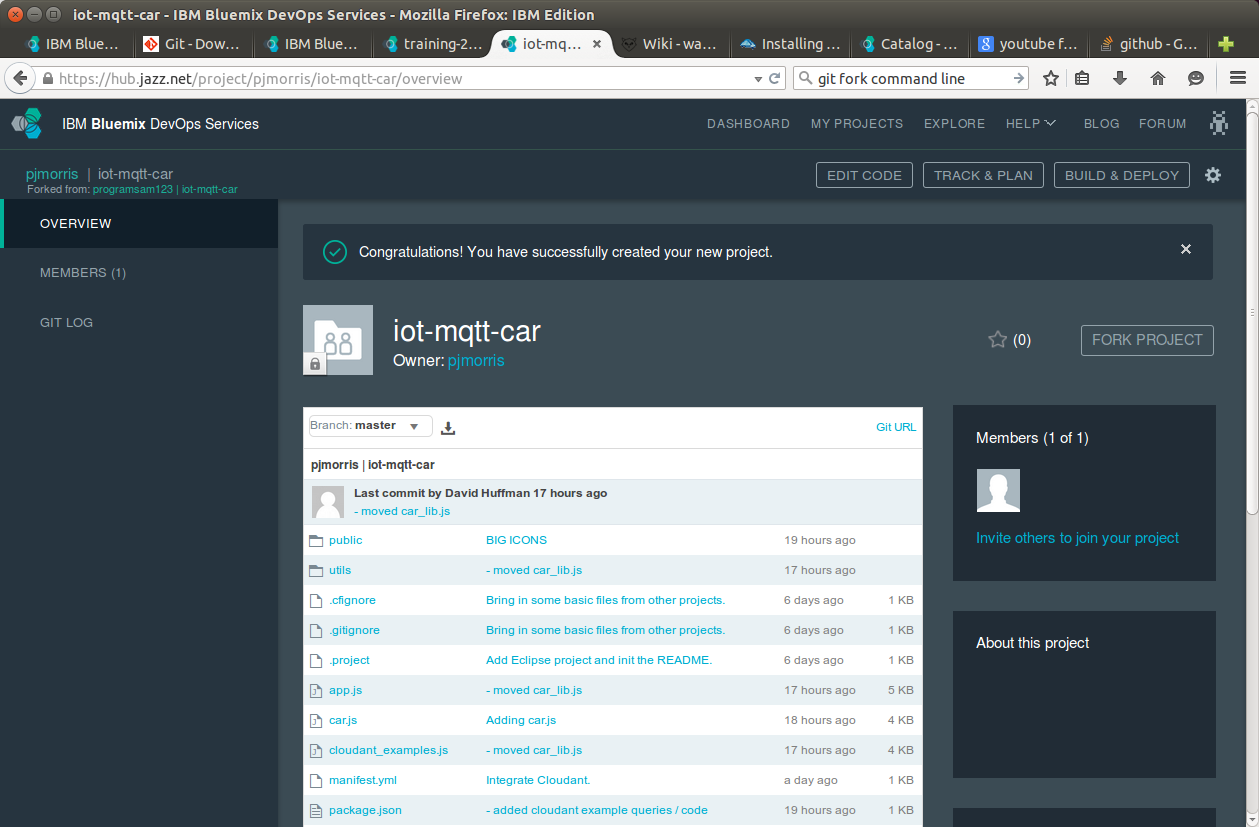 iot-mqtt-car - IBM Bluemix DevOps Services - Mozilla Firefox: IBM Edition
IBM Blue... Git - Dow... IBM Blue... training-2... iot-mq... Wiki - wa... Installing ... Catalog - ... youtube f... github - G...
https://hub.jazz.net/project/pjmorris/iot-mqtt-car/overview git fork command line
IBM Bluemix DevOps Services DASHBOARD MY PROJECTS EXPLORE HELP BLOG FORUM
pjmorris | iot-mqtt-car EDIT CODE TRACK & PLAN BUILD & DEPLOY
Forked from: programsam123 | iot-mqtt-car
OVERVIEW
MEMBERS (1)
GIT LOG
Congratulations! You have successfully created your new project.
iot-mqtt-car
Owner: pjmorris
(0) FORK PROJECT
Branch: master Git URL
pjmorris | iot-mqtt-car
Last commit by David Huffman 17 hours ago
- moved car_lib.js
public BIG ICONS 19 hours ago
utils - moved car_lib.js 17 hours ago
.cfignore Bring in some basic files from other projects. 6 days ago 1 KB
.gitignore Bring in some basic files from other projects. 6 days ago 1 KB
.project Add Eclipse project and init the README. 6 days ago 1 KB
app.js - moved car_lib.js 17 hours ago 5 KB
car.js Adding car.js 18 hours ago 4 KB
cloudant_examples.js - moved car_lib.js 17 hours ago 4 KB
manifest.yml Integrate Cloudant. a day ago 1 KB
package.json - added cloudant example queries / code 19 hours ago 1 KB
Members (1 of 1)
Invite others to join your project
About this project